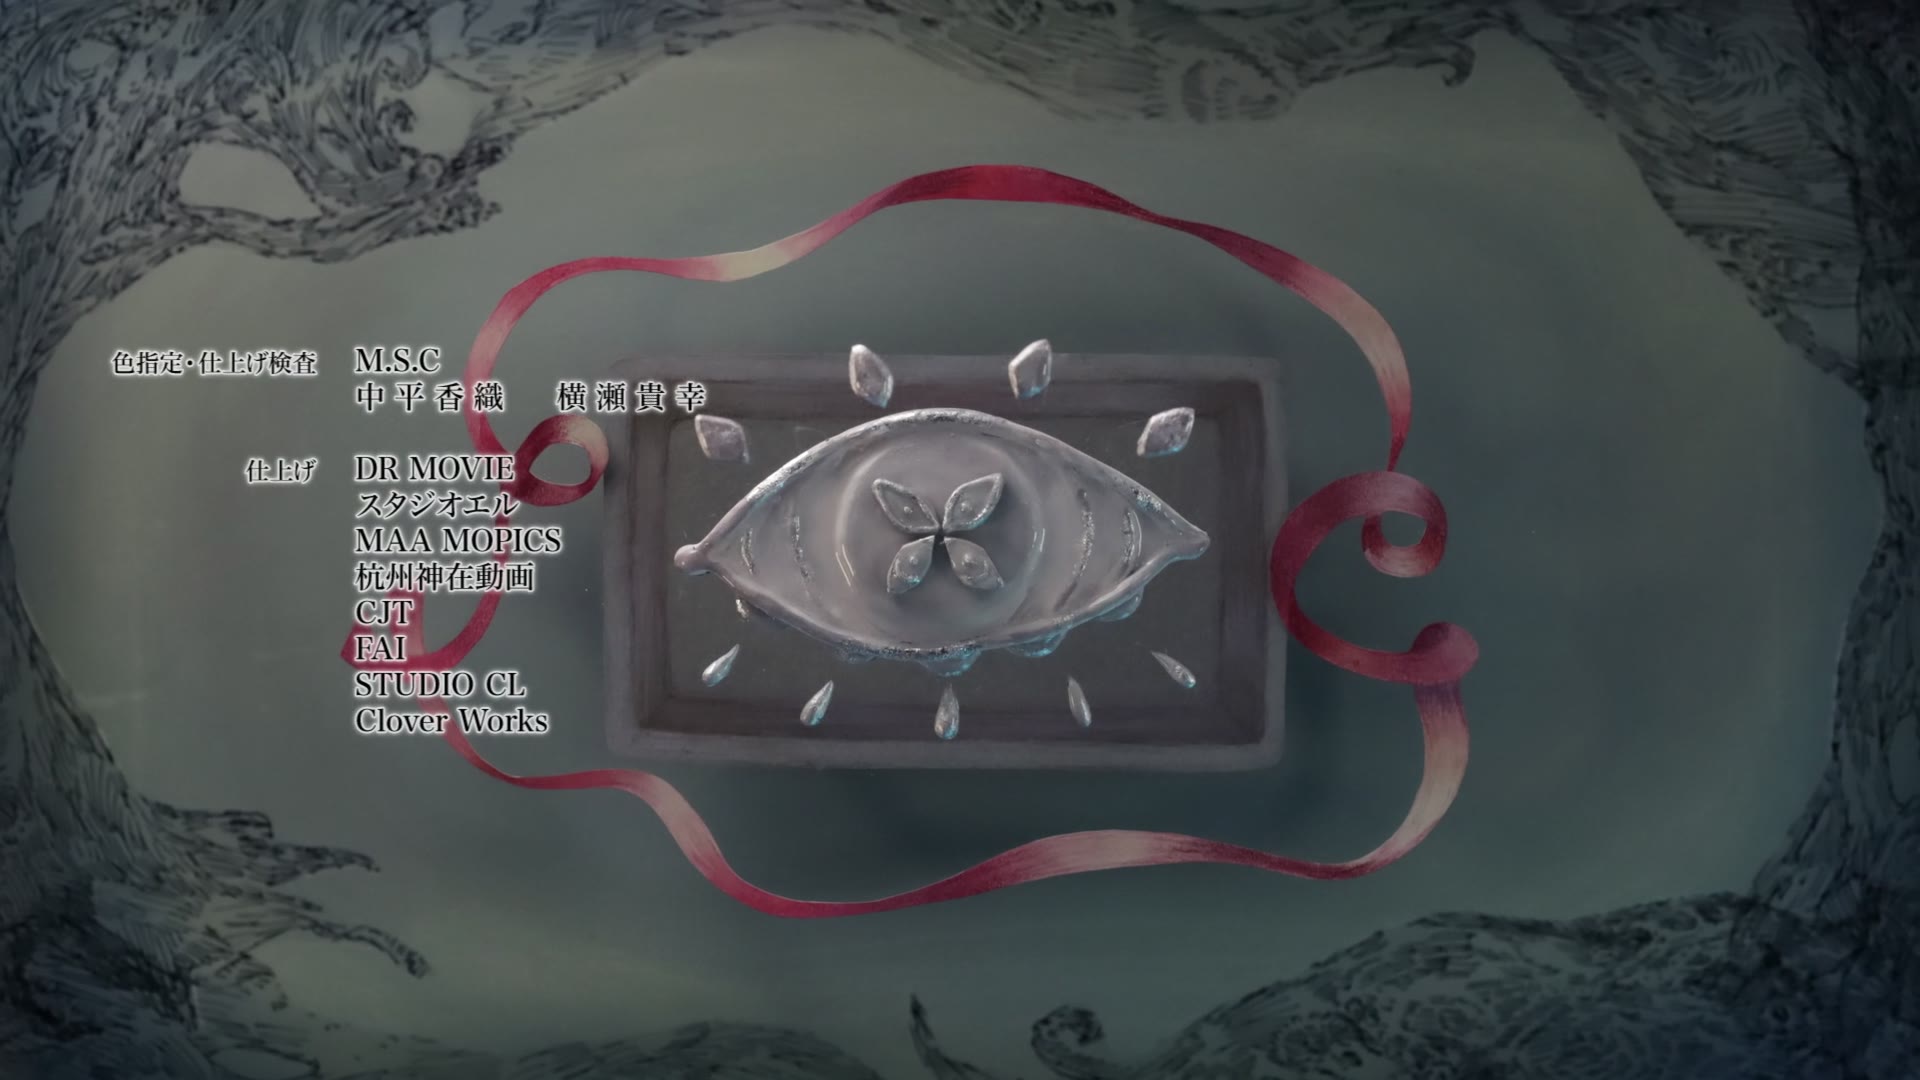 色指定・仕上げ検査 M.S.C
中平香織 横瀬貴幸
仕上げ DR MOVIE
スタジオエル
MAA MOPICS
杭州神在動画
CJT
FAI
STUDIO CL
Clover Works